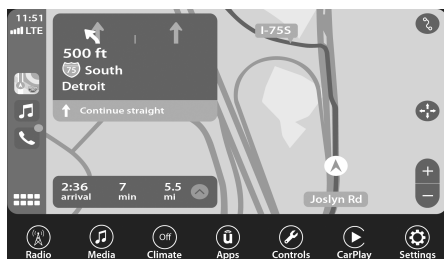 11:51
LTE
500 ft
75 South
Detroit
Continue straight
I-75S
2:36 7 5.5
arrival min mi
Joslyn Rd
+
−
Off
ū
Radio Media Climate Apps Controls CarPlay Settings